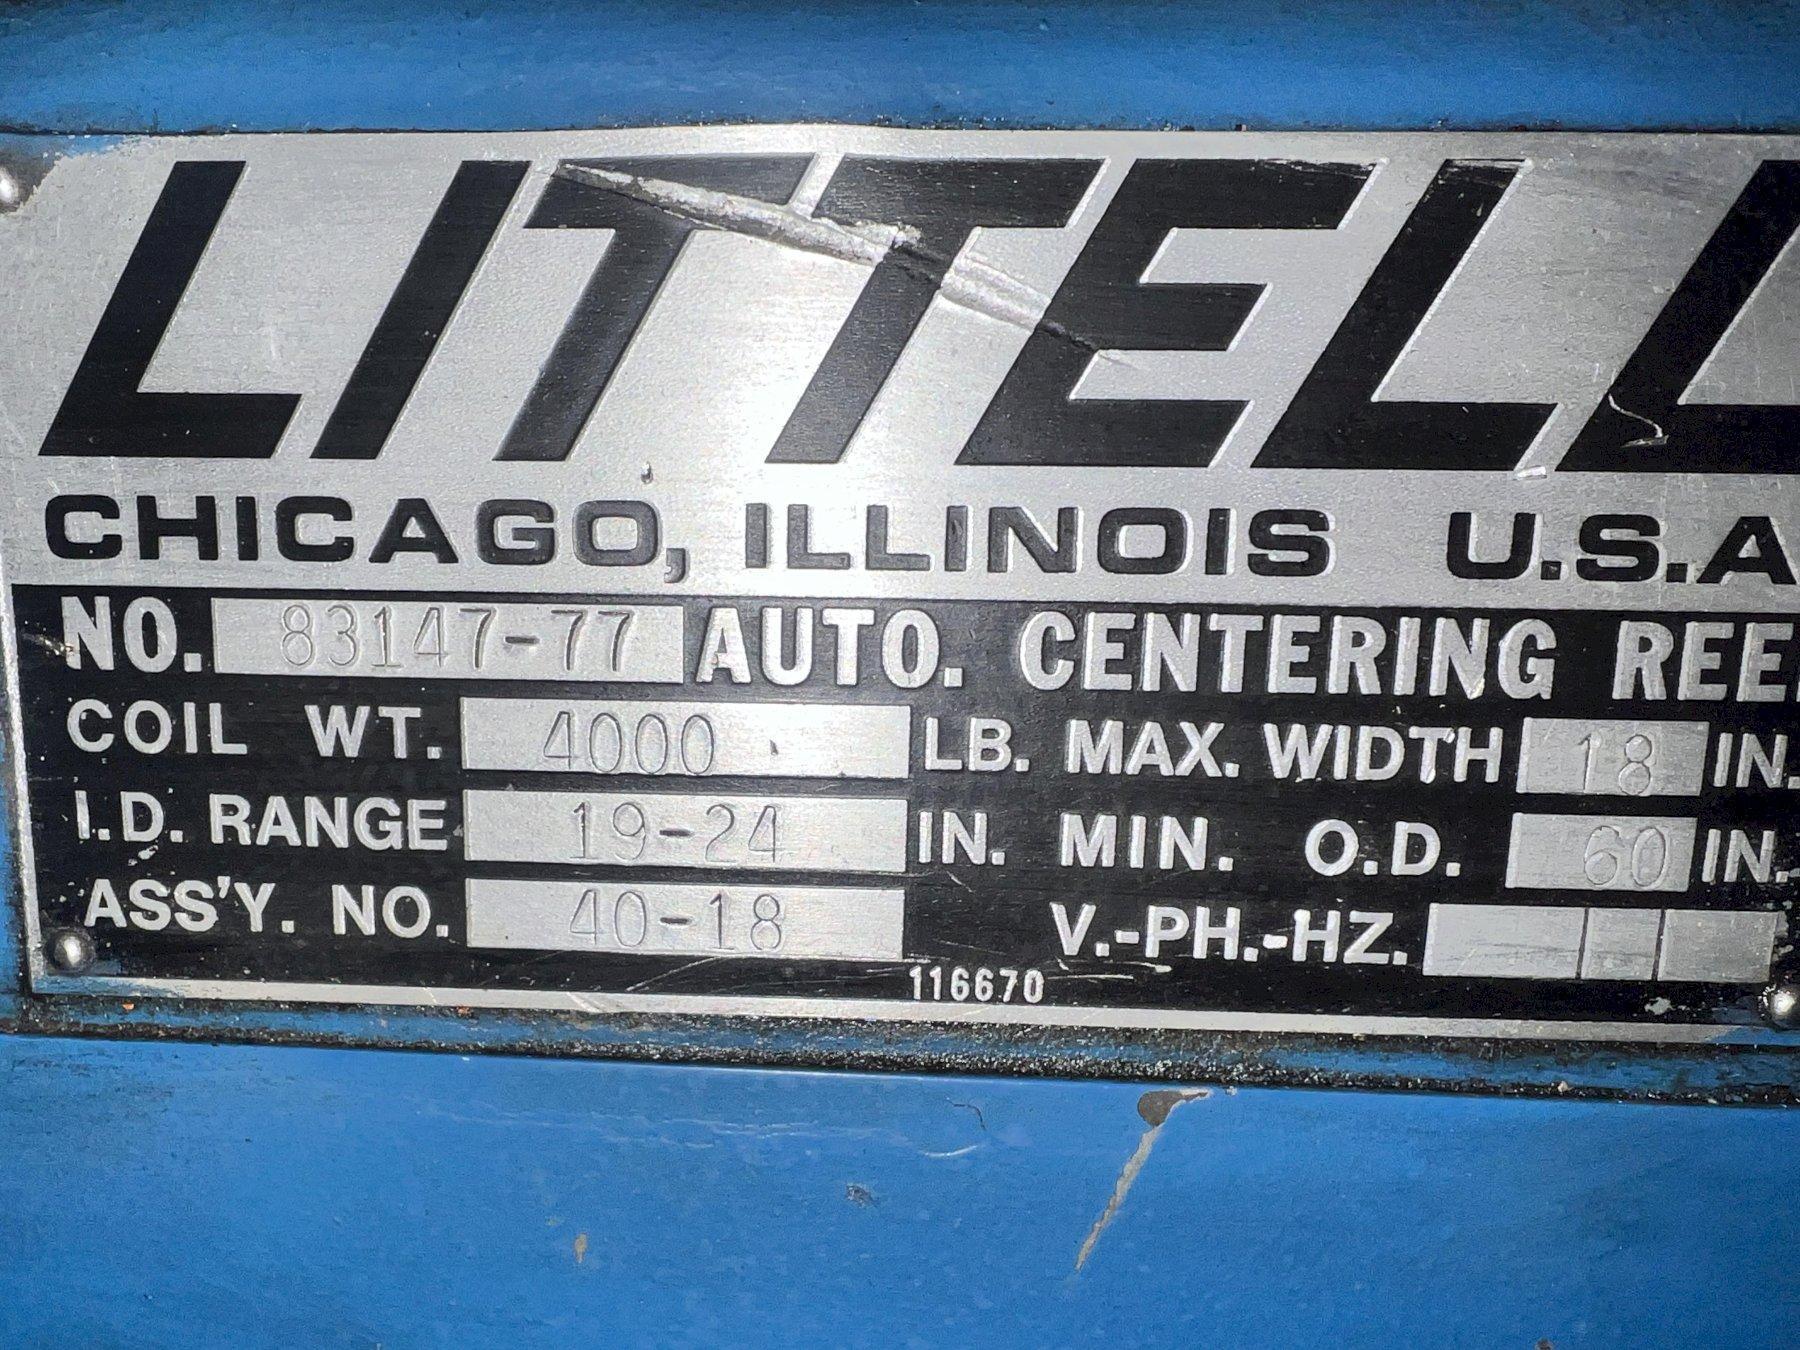 LITTELL
CHICAGO, ILLINOIS U.S.A
NO. 83147-77 AUTO. CENTERING REE
COIL WT. 4000 LB. MAX. WIDTH 18 IN.
I.D. RANGE 19-24 IN. MIN. O.D. 60 IN.
ASS'Y. NO. 40-18 V.-PH.-HZ.
116670